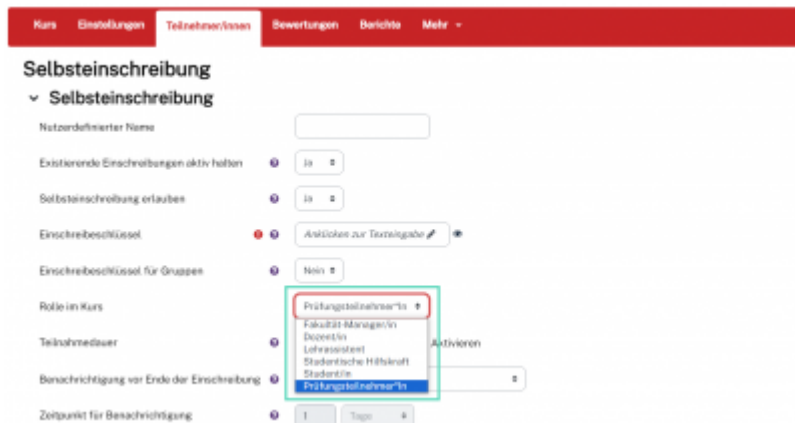 Kurs Einstellungen Teilnehmer/innen Bewertungen Berichte Mehr
Selbsteinschreibung
Selbsteinschreibung
Nutzerdefinierter Name
Existierende Einschreibungen aktiv halten Ja
Selbsteinschreibung erlauben Ja
Einschreibeschlüssel Anklicken zur Texteingabe
Einschreibeschlüssel für Gruppen Nein
Rolle im Kurs Prüfungsteilnehmer*in
Fakultät-Manager/in
Dozent/in
Teilnahmedauer Aktivieren
Lehrassistent
Studentische Hilfskraft
Student/in
Benachrichtigung vor Ende der Einschreibung Prüfungsteilnehmer*in
Zeitpunkt für Benachrichtigung 1 Tage